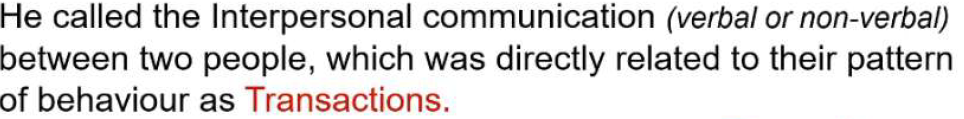 He called the Interpersonal communication (verbal or non-verbal)
between two people, which was directly related to their pattern
of behaviour as Transactions.